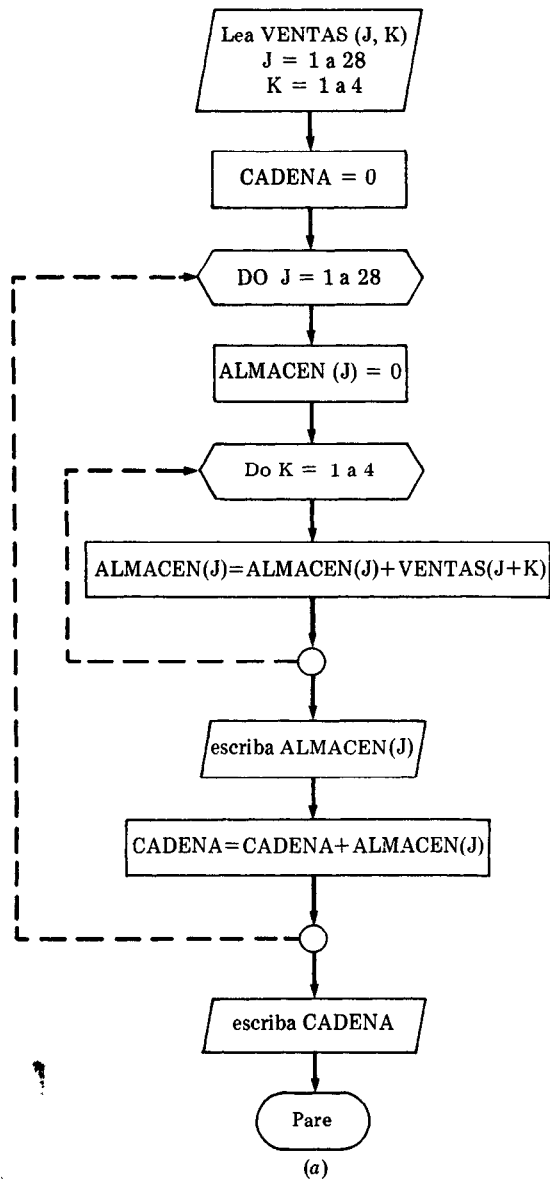 Lea VENTAS (J, K)
J = 1 a 28
K = 1 a 4
CADENA = 0
DO J = 1 a 28
ALMACEN (J) = 0
Do K = 1 a 4
ALMACEN(J)=ALMACEN(J)+VENTAS(J+K)
escriba ALMACEN(J)
CADENA=CADENA+ALMACEN(J)
escriba CADENA
Pare
(a)